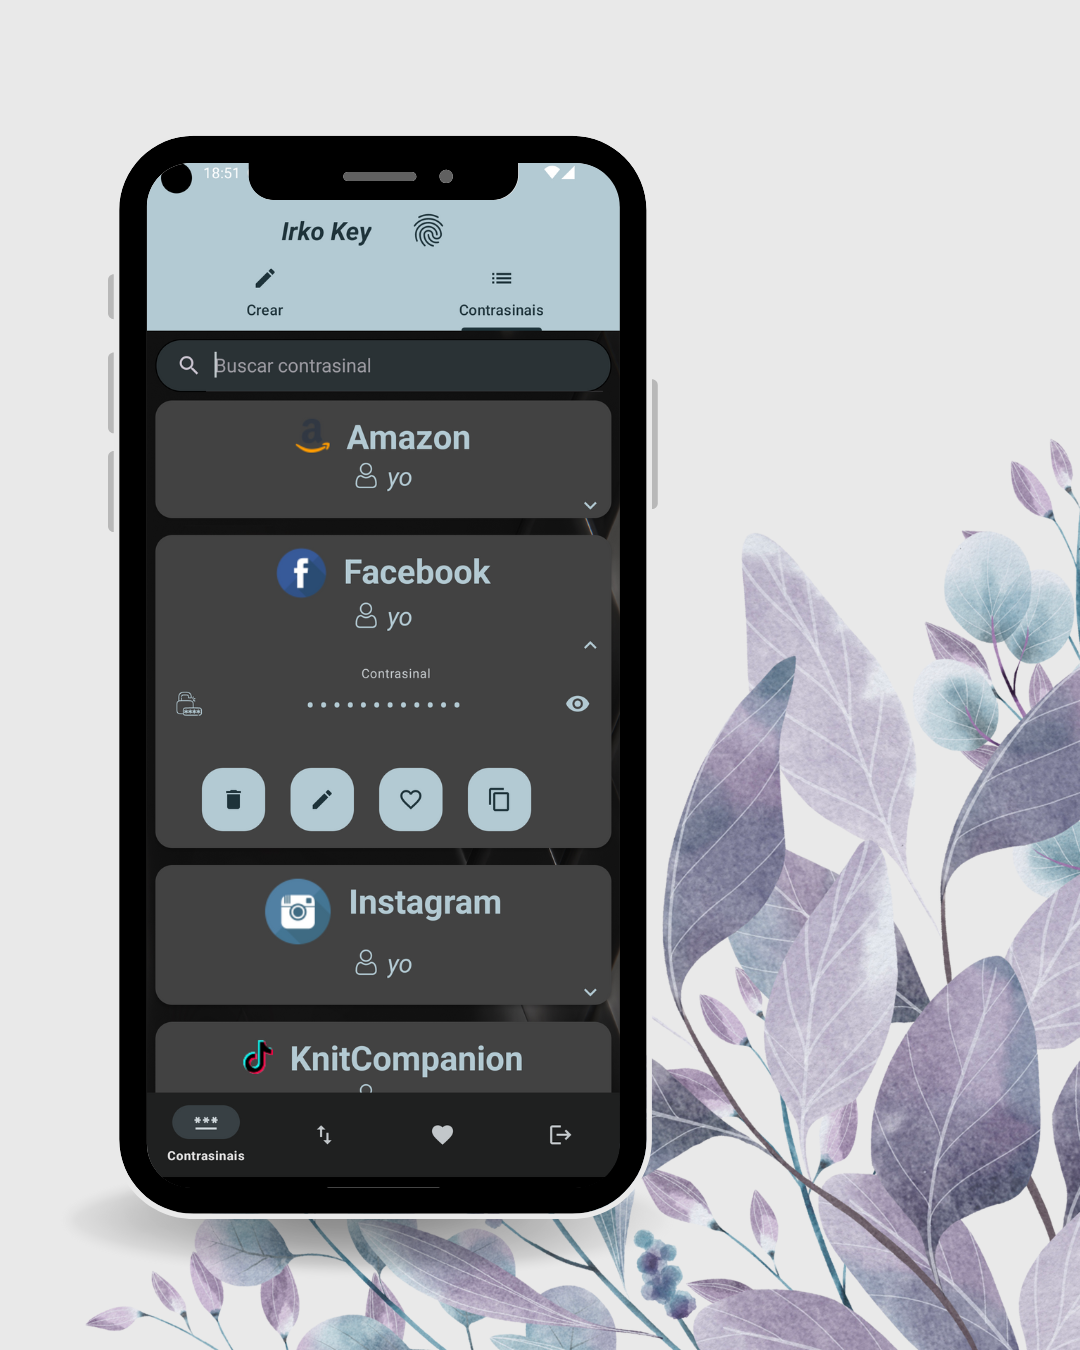 18:51
Irko Key
Crear
Contrasinais
Buscar contrasinal
Amazon
yo
Facebook
yo
Contrasinal
Instagram
yo
KnitCompanion
Contrasinais